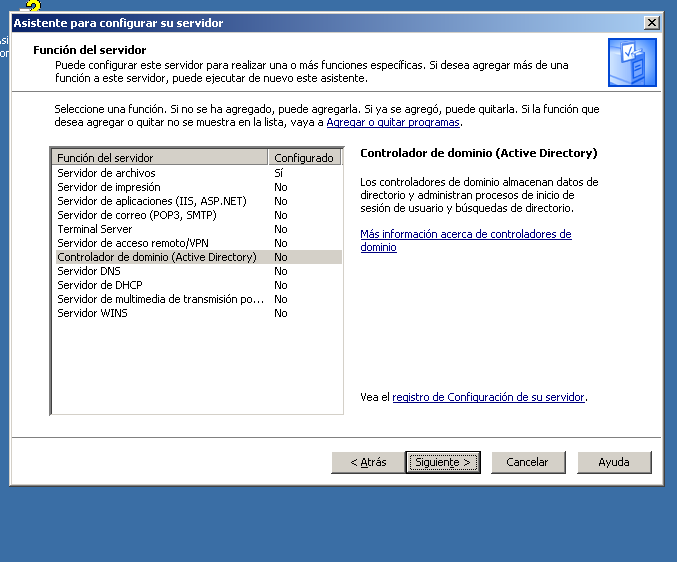 Asistente para configurar su servidor
Función del servidor
Puede configurar este servidor para realizar una o más funciones específicas. Si desea agregar más de una
función a este servidor, puede ejecutar de nuevo este asistente.
Seleccione una función. Si no se ha agregado, puede agregarla. Si ya se agregó, puede quitarla. Si la función que
desea agregar o quitar no se muestra en la lista, vaya a Agregar o quitar programas.
Función del servidor Configurado
Servidor de archivos Sí
Servidor de impresión No
Servidor de aplicaciones (IIS, ASP.NET) No
Servidor de correo (POP3, SMTP) No
Terminal Server No
Servidor de acceso remoto/VPN No
Controlador de dominio (Active Directory) No
Servidor DNS No
Servidor de DHCP No
Servidor de multimedia de transmisión po... No
Servidor WINS No
Controlador de dominio (Active Directory)
Los controladores de dominio almacenan datos de
directorio y administran procesos de inicio de
sesión de usuario y búsquedas de directorio.
Más información acerca de controladores de
dominio
Vea el registro de Configuración de su servidor.
< Atrás Siguiente > Cancelar Ayuda